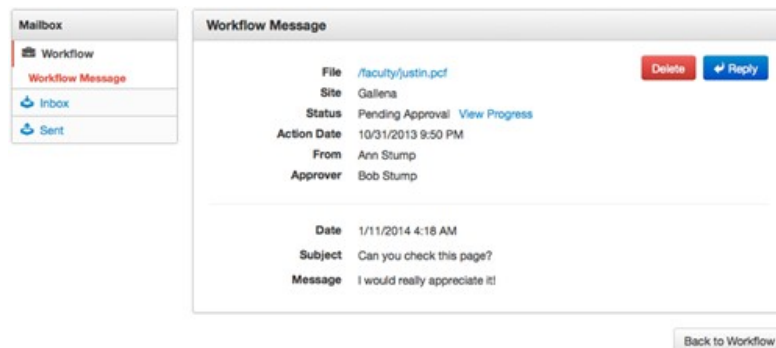 Mailbox
Workflow
Workflow Message
Inbox
Sent
Workflow Message
Delete
Reply
File /faculty/justin.pcf
Site Gallena
Status Pending Approval View Progress
Action Date 10/31/2013 9:50 PM
From Ann Stump
Approver Bob Stump
Date 1/11/2014 4:18 AM
Subject Can you check this page?
Message I would really appreciate it!
Back to Workflow